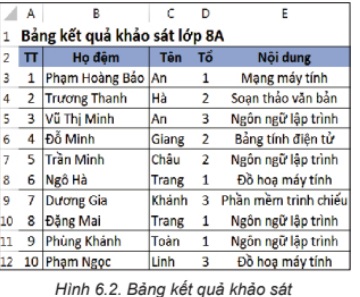 A B C D E
1 Bảng kết quả khảo sát lớp 8A
2 TT Họ đệm Tên Tổ Nội dung
3 1 Phạm Hoàng Bảo An 1 Mạng máy tính
4 2 Trương Thanh Hà 2 Soạn thảo văn bản
5 3 Vũ Thị Minh An 3 Ngôn ngữ lập trình
6 4 Đỗ Minh Giang 2 Bảng tính điện tử
7 5 Trần Minh Châu 2 Ngôn ngữ lập trình
8 6 Ngô Hà Trang 1 Đồ hoạ máy tính
9 7 Dương Gia Khánh 3 Phần mềm trình chiếu
10 8 Đặng Mai Trang 1 Ngôn ngữ lập trình
11 9 Phùng Khánh Toàn 1 Ngôn ngữ lập trình
12 10 Phạm Ngọc Linh 3 Đồ hoạ máy tính
Hình 6.2. Bảng kết quả khảo sát